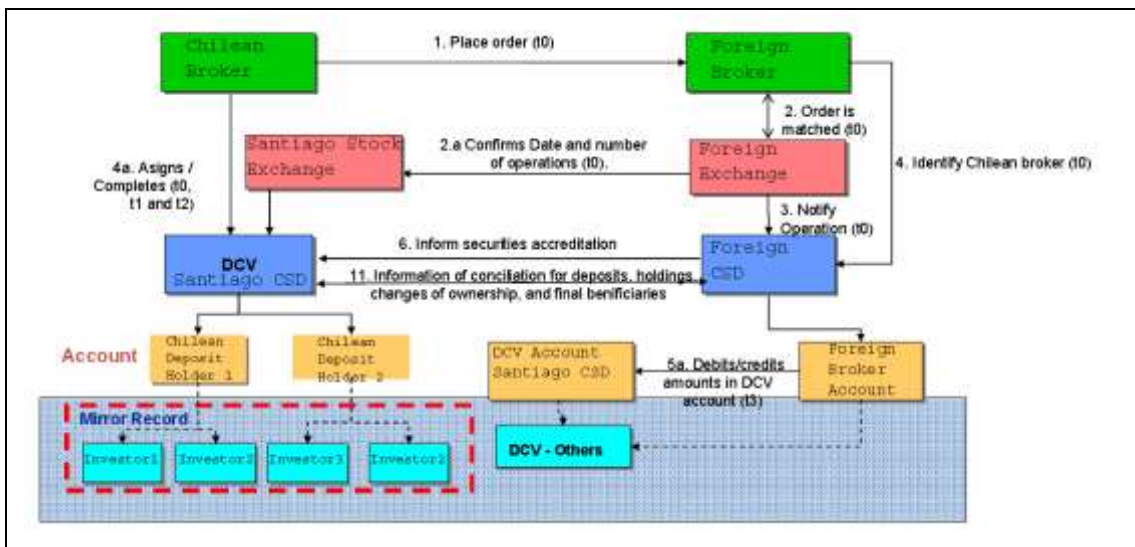 Chilean
Broker
1. Place order (t0)
Foreign
Broker
2. Order is
matched (t0)
Santiago Stock
Exchange
2.a Confirms Date and number
of operations (t0).
Foreign
Exchange
4. Identify Chilean broker (t0)
4a. Asigns /
Completes (t0,
t1 and t2)
3. Notify
Operation (t0)
DCV
Santiago CSD
6. Inform securities accreditation
Foreign
CSD
11. Information of conciliation for deposits, holdings,
changes of ownership, and final benificiaries
Account
Chilean
Deposit
Holder 1
Chilean
Deposit
Holder 2
DCV Account
Santiago CSD
5a. Debits/credits
amounts in DCV
account (t3)
Foreign
Broker
Account
Mirror Record
Investor1
Investor2
Investor3
Investor2
DCV - Others